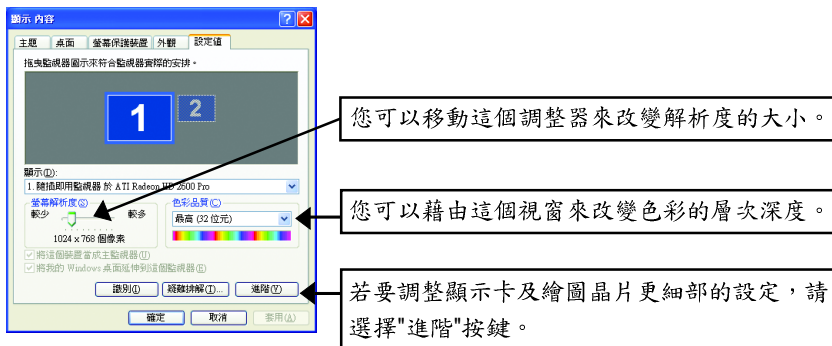 顯示 內容
主題 桌面 螢幕保護裝置 外觀 設定值
拖曳監視器圖示來符合監視器實際的安排。
1 2
您可以移動這個調整器來改變解析度的大小。
顯示(D):
1. 隨插即用監視器 於 ATI Radeon HD 2600 Pro
螢幕解析度(S) 色彩品質(C)
較少 較多 最高 (32 位元)
您可以藉由這個視窗來改變色彩的層次深度。
1024 x 768 個像素
將這個裝置當成主監視器(U)
將我的 Windows 桌面延伸到這個監視器(E)
識別(I) 疑難排解(T)... 進階(V)
若要調整顯示卡及繪圖晶片更細部的設定，請
選擇"進階"按鍵。
確定 取消 套用(A)